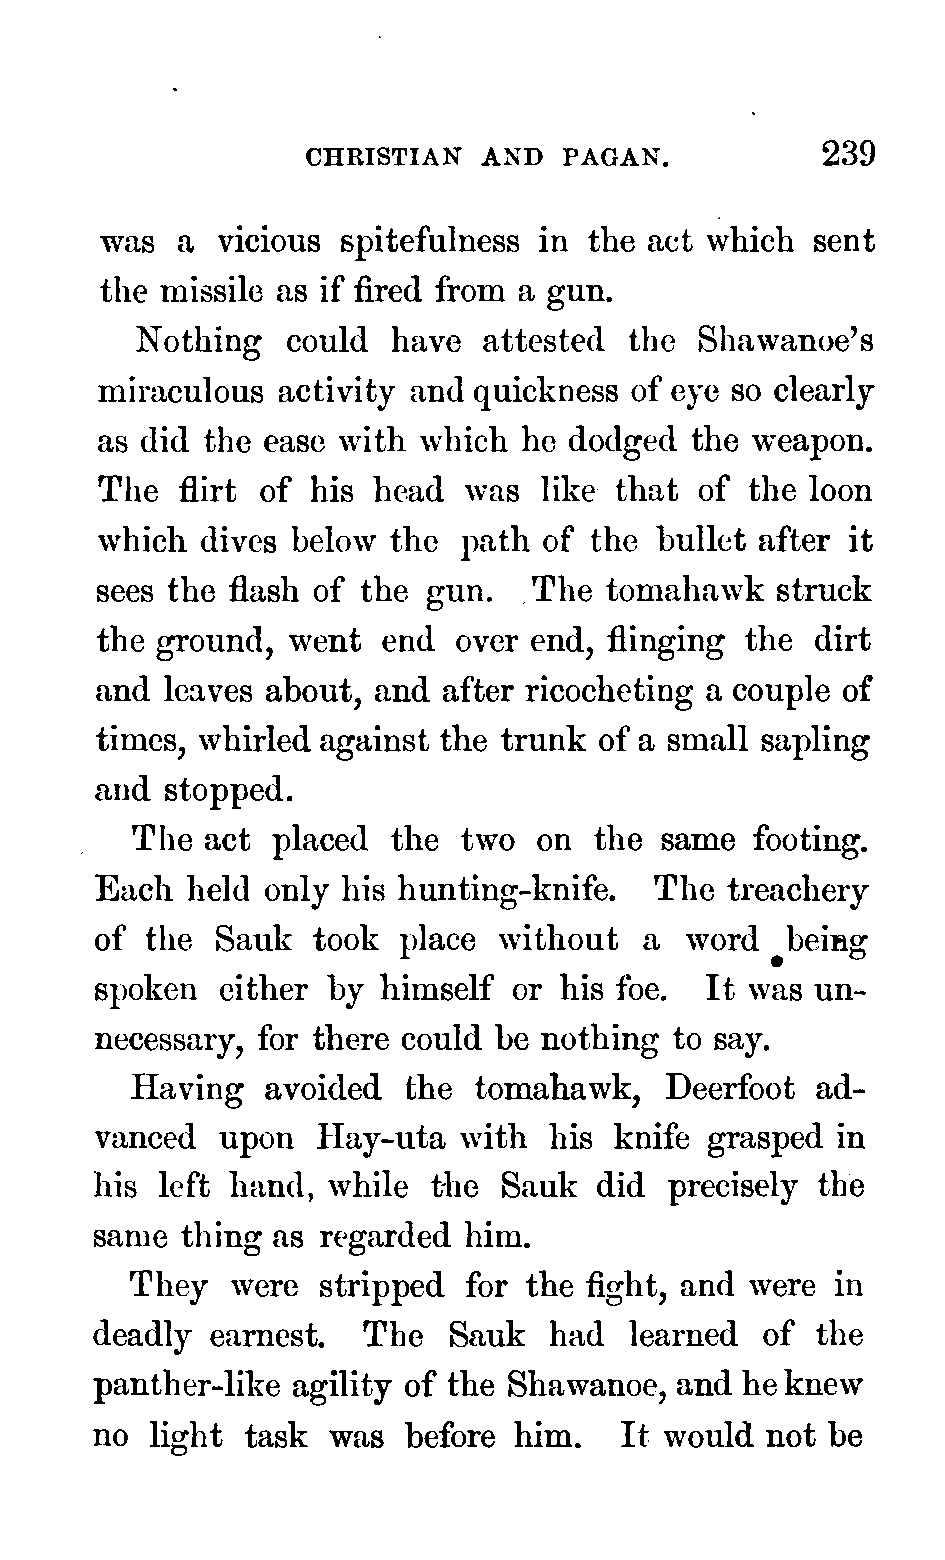 CHRISTIAN AND PAGAN. 239
was a vicious spitefulness in the act which sent
the missile as if fired from a gun.
Nothing could have attested the Shawanoe's
miraculous activity and quickness of eye so clearly
as did the ease with which he dodged the weapon.
The flirt of his head was like that of the loon
which dives below the path of the bullet after it
sees the flash of the gun. The tomahawk struck
the ground, went end over end, flinging the dirt
and leaves about, and after ricocheting a couple of
times, whirled against the trunk of a small sapling
and stopped.
The act placed the two on the same footing.
Each held only his hunting-knife. The treachery
of the Sauk took place without a word being
spoken either by himself or his foe. It was un-
necessary, for there could be nothing to say.
Having avoided the tomahawk, Deerfoot ad-
vanced upon Hay-uta with his knife grasped in
his left hand, while the Sauk did precisely the
same thing as regarded him.
They were stripped for the fight, and were in
deadly earnest. The Sauk had learned of the
panther-like agility of the Shawanoe, and he knew
no light task was before him. It would not be